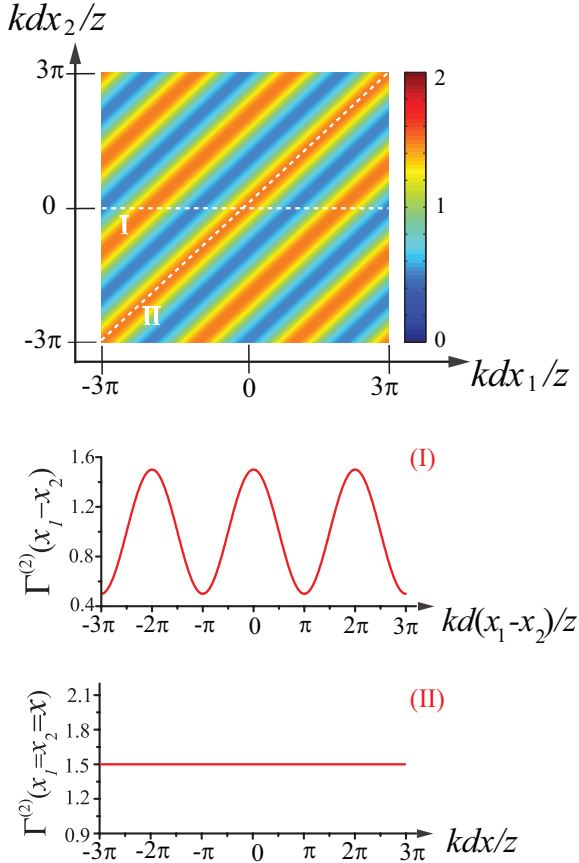 kdx₂/z
3π
2
0
I
1
II
-3π
0
-3π
0
3π
kdx₁/z
(I)
1.6
1.2
0.8
0.4
Γ⁽²⁾(x₁−x₂)
-3π -2π -π 0 π 2π 3π
kd(x₁-x₂)/z
(II)
2.1
1.8
1.5
1.2
0.9
Γ⁽²⁾(x₁=x₂=x)
-3π -2π -π 0 π 2π 3π
kdx/z